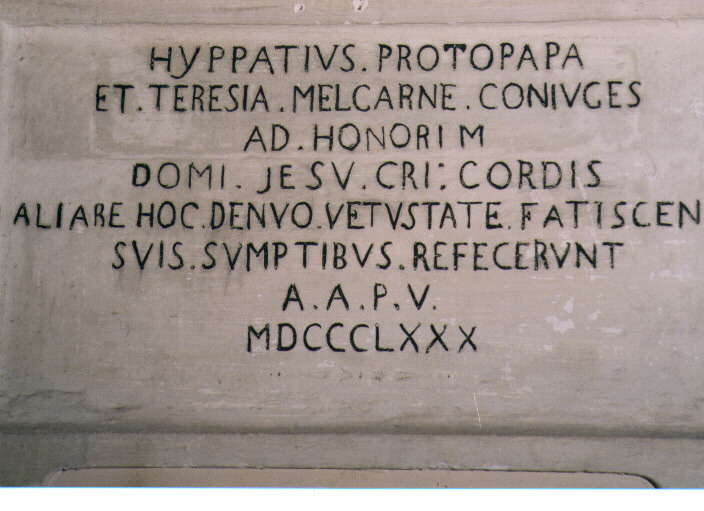 HYPPATIVS. PROTOPAPA
ET. TERESIA. MELCARNE. CONIVGES
AD. HONORIM
DOMI. JESV. CRI: CORDIS
ALIARE HOC. DENVO. VETVSTATE. FATISCEN
SVIS. SVMPTIBVS. REFECERVNT
A. A. P. V.
MDCCCLXXX